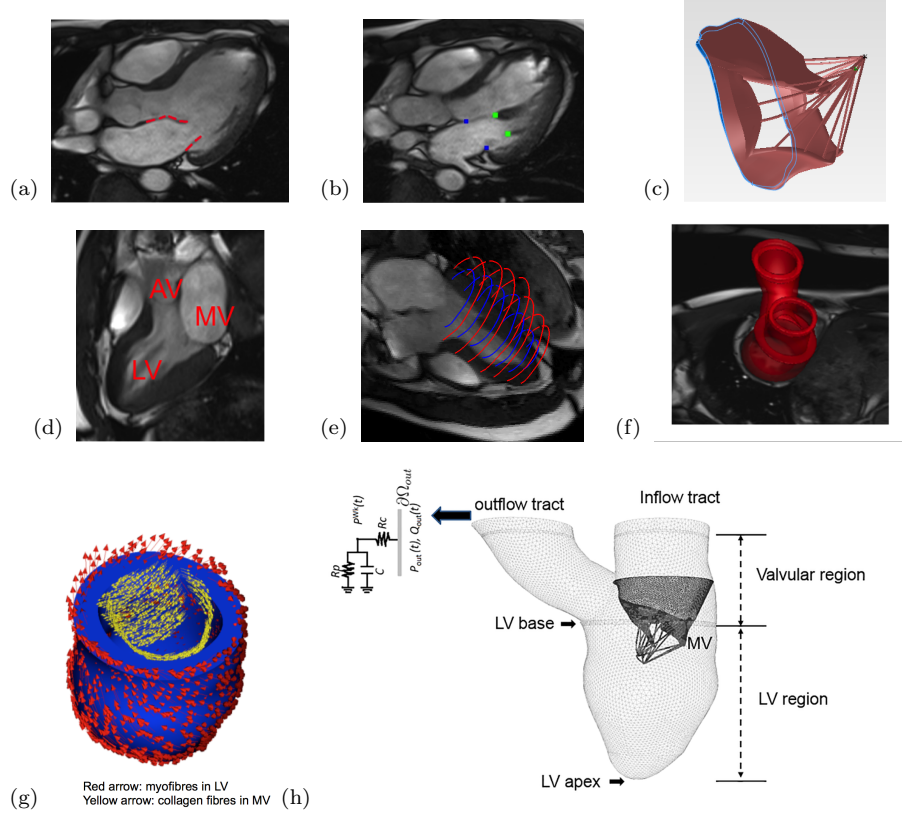 (a)
(b)
(c)
AV
MV
LV
(d)
(e)
(f)
Pᵂᵏ(t)
Rc
Rp
C
∂Ω_out
P_out(t), Q_out(t)
outflow tract
Inflow tract
Valvular region
LV base
MV
LV region
LV apex
Red arrow: myofibres in LV
Yellow arrow: collagen fibres in MV
(g)
(h)